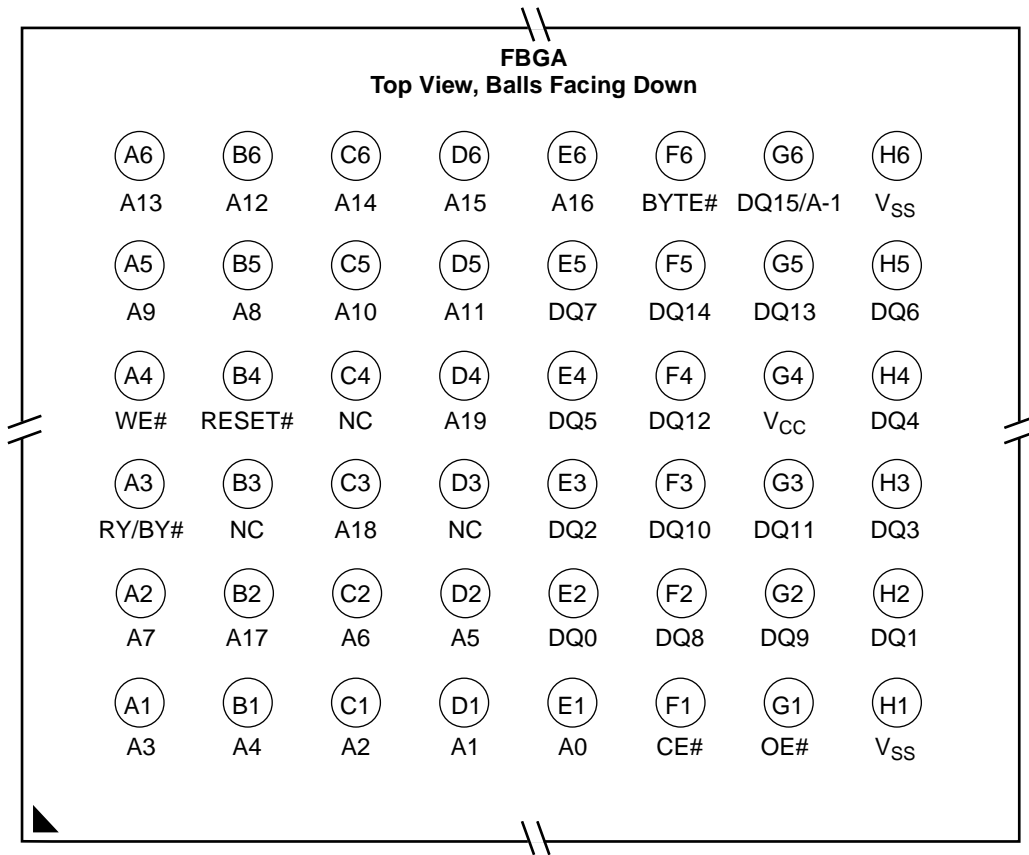 FBGA
Top View, Balls Facing Down
A6 B6 C6 D6 E6 F6 G6 H6
A13 A12 A14 A15 A16 BYTE# DQ15/A-1 VSS
A5 B5 C5 D5 E5 F5 G5 H5
A9 A8 A10 A11 DQ7 DQ14 DQ13 DQ6
A4 B4 C4 D4 E4 F4 G4 H4
WE# RESET# NC A19 DQ5 DQ12 VCC DQ4
A3 B3 C3 D3 E3 F3 G3 H3
RY/BY# NC A18 NC DQ2 DQ10 DQ11 DQ3
A2 B2 C2 D2 E2 F2 G2 H2
A7 A17 A6 A5 DQ0 DQ8 DQ9 DQ1
A1 B1 C1 D1 E1 F1 G1 H1
A3 A4 A2 A1 A0 CE# OE# VSS